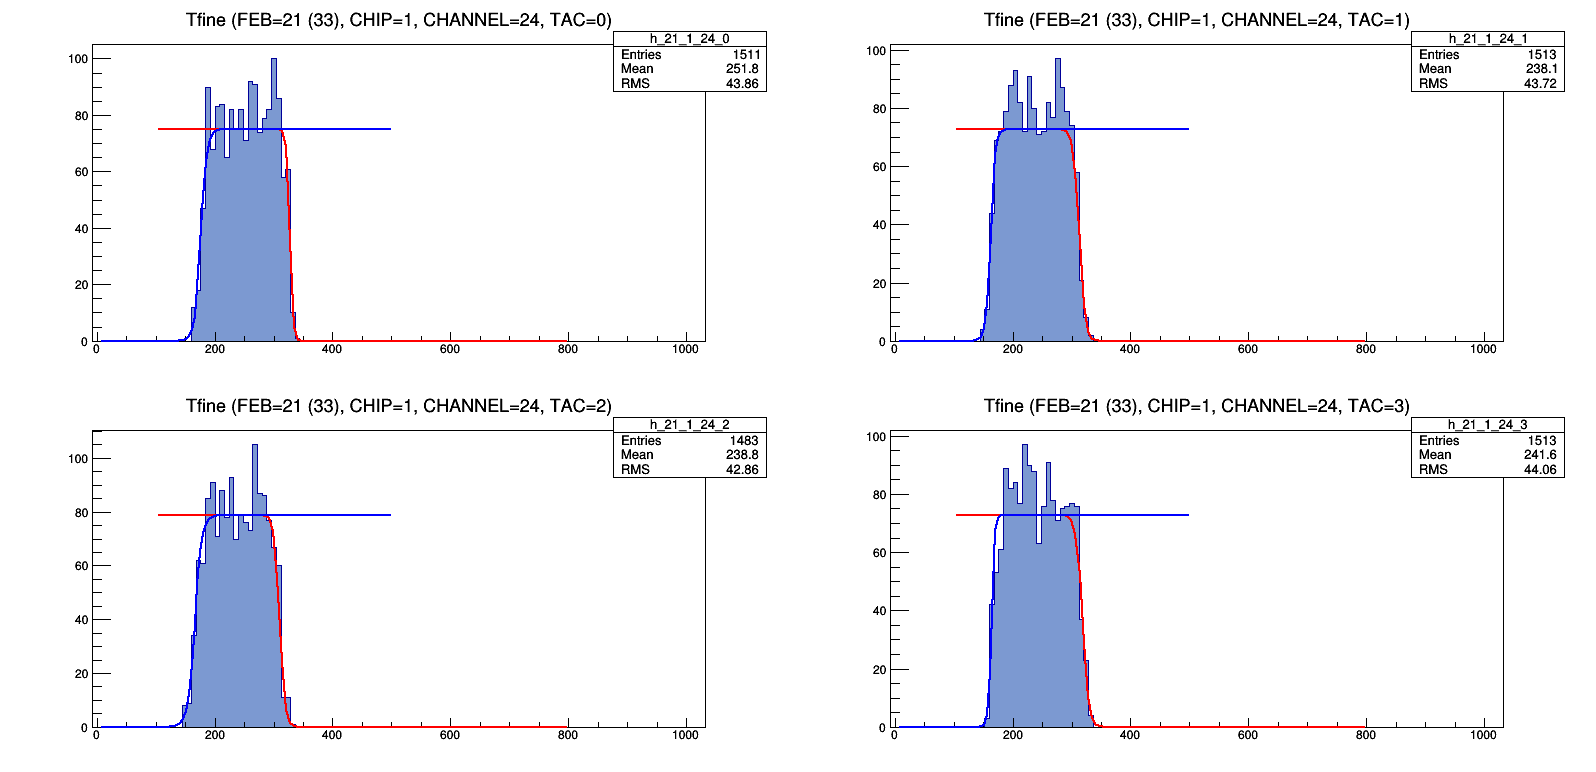 Tfine (FEB=21 (33), CHIP=1, CHANNEL=24, TAC=0)
h_21_1_24_0
Entries 1511
Mean 251.8
RMS 43.86
100
80
60
40
20
0
0 200 400 600 800 1000
Tfine (FEB=21 (33), CHIP=1, CHANNEL=24, TAC=1)
h_21_1_24_1
Entries 1513
Mean 238.1
RMS 43.72
100
80
60
40
20
0
0 200 400 600 800 1000
Tfine (FEB=21 (33), CHIP=1, CHANNEL=24, TAC=2)
h_21_1_24_2
Entries 1483
Mean 238.8
RMS 42.86
100
80
60
40
20
0
0 200 400 600 800 1000
Tfine (FEB=21 (33), CHIP=1, CHANNEL=24, TAC=3)
h_21_1_24_3
Entries 1513
Mean 241.6
RMS 44.06
100
80
60
40
20
0
0 200 400 600 800 1000